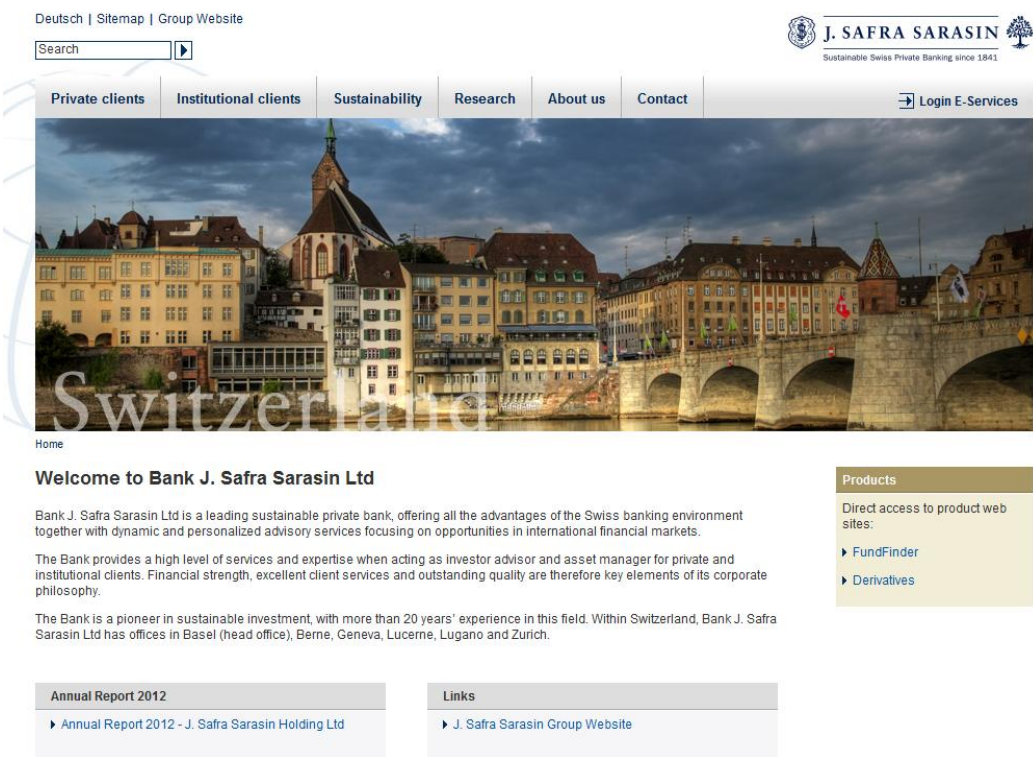 Deutsch | Sitemap | Group Website
Search
J. SAFRA SARASIN
Sustainable Swiss Private Banking since 1841
Private clients
Institutional clients
Sustainability
Research
About us
Contact
Login E-Services
Switzerland
Home
Welcome to Bank J. Safra Sarasin Ltd
Bank J. Safra Sarasin Ltd is a leading sustainable private bank, offering all the advantages of the Swiss banking environment
together with dynamic and personalized advisory services focusing on opportunities in international financial markets.
The Bank provides a high level of services and expertise when acting as investor advisor and asset manager for private and
institutional clients. Financial strength, excellent client services and outstanding quality are therefore key elements of its corporate
philosophy.
The Bank is a pioneer in sustainable investment, with more than 20 years' experience in this field. Within Switzerland, Bank J. Safra
Sarasin Ltd has offices in Basel (head office), Berne, Geneva, Lucerne, Lugano and Zurich.
Products
Direct access to product web
sites:
FundFinder
Derivatives
Annual Report 2012
Annual Report 2012 - J. Safra Sarasin Holding Ltd
Links
J. Safra Sarasin Group Website